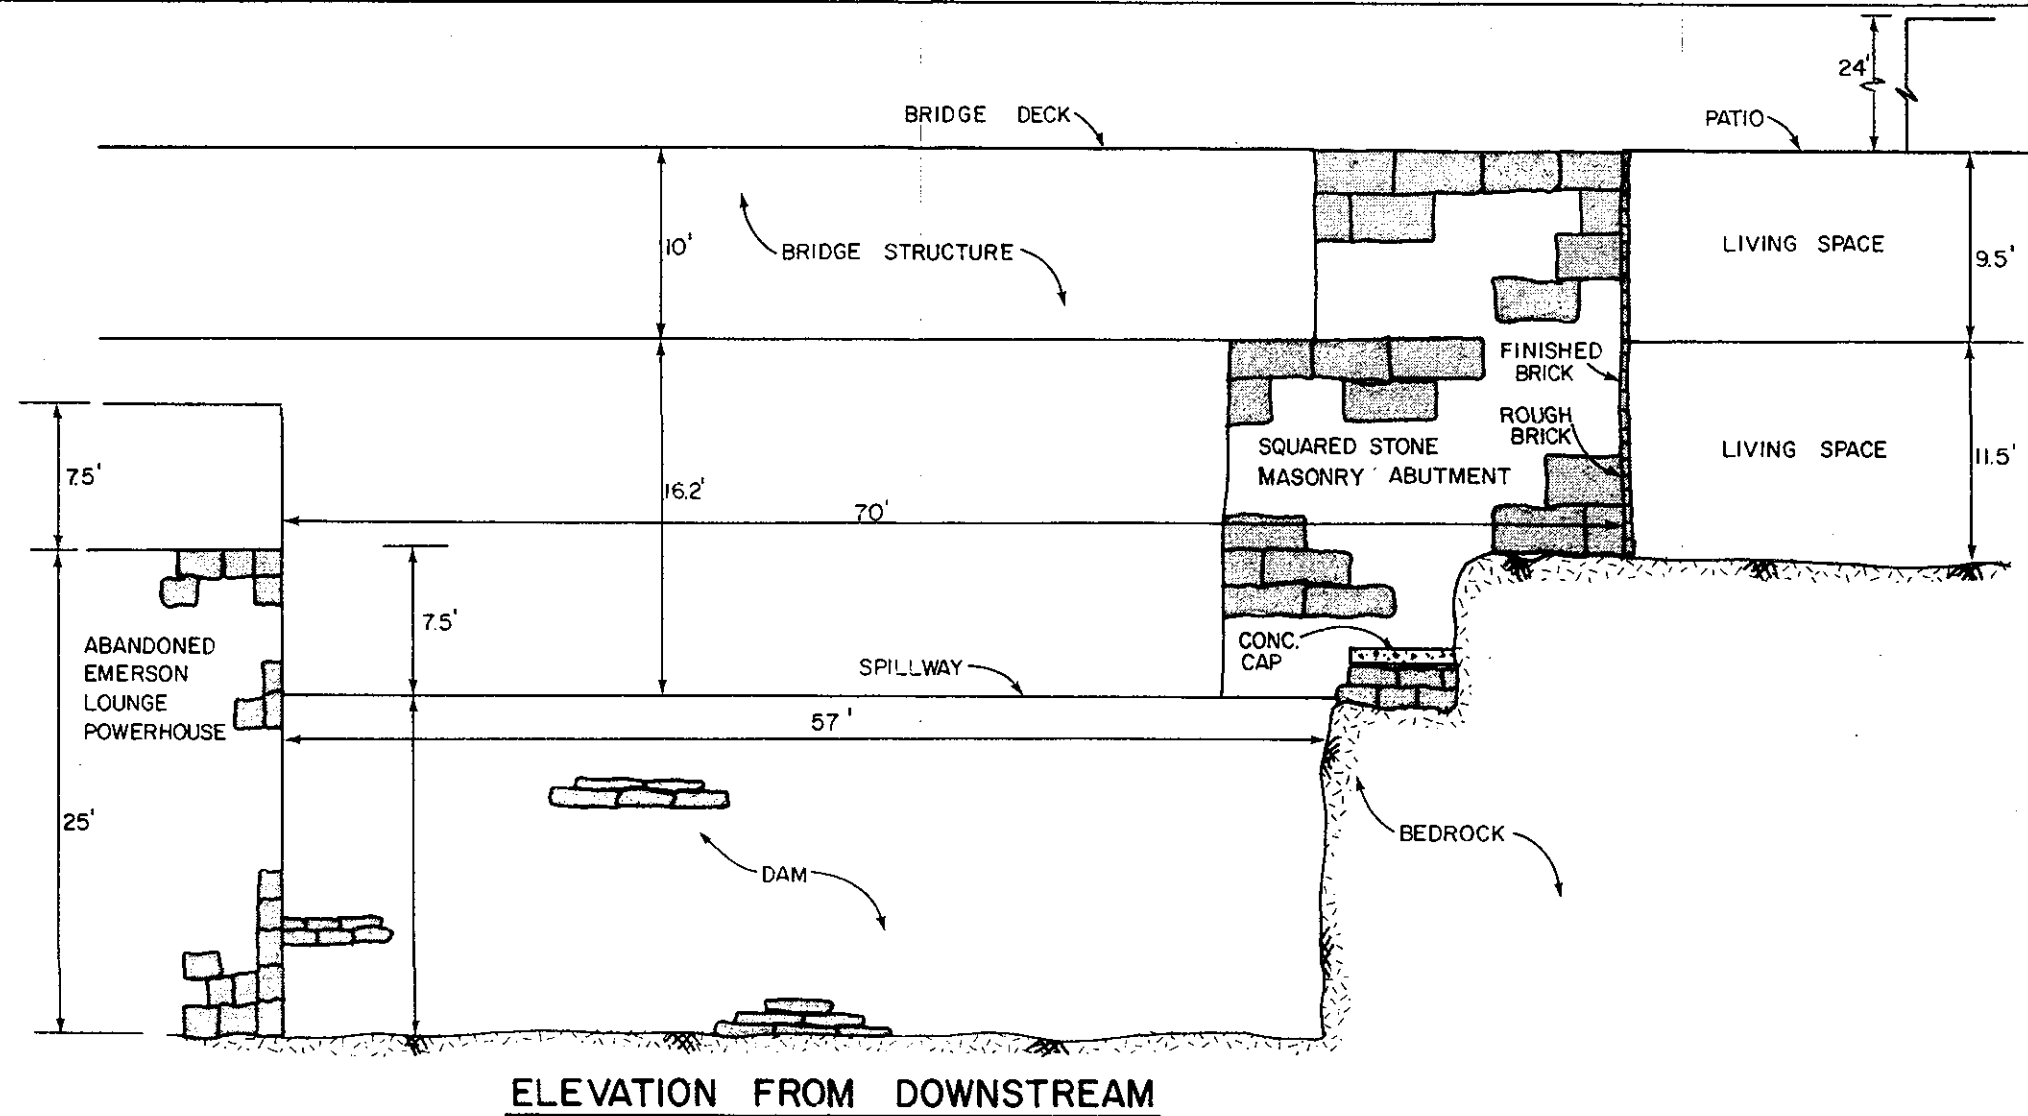 24'
BRIDGE DECK
PATIO
10'
BRIDGE STRUCTURE
LIVING SPACE
9.5'
FINISHED
BRICK
ROUGH
BRICK
7.5'
16.2'
SQUARED STONE
MASONRY ABUTMENT
LIVING SPACE
11.5'
70'
7.5'
ABANDONED
EMERSON
LOUNGE
POWERHOUSE
CONC.
CAP
SPILLWAY
57'
25'
BEDROCK
DAM
ELEVATION FROM DOWNSTREAM